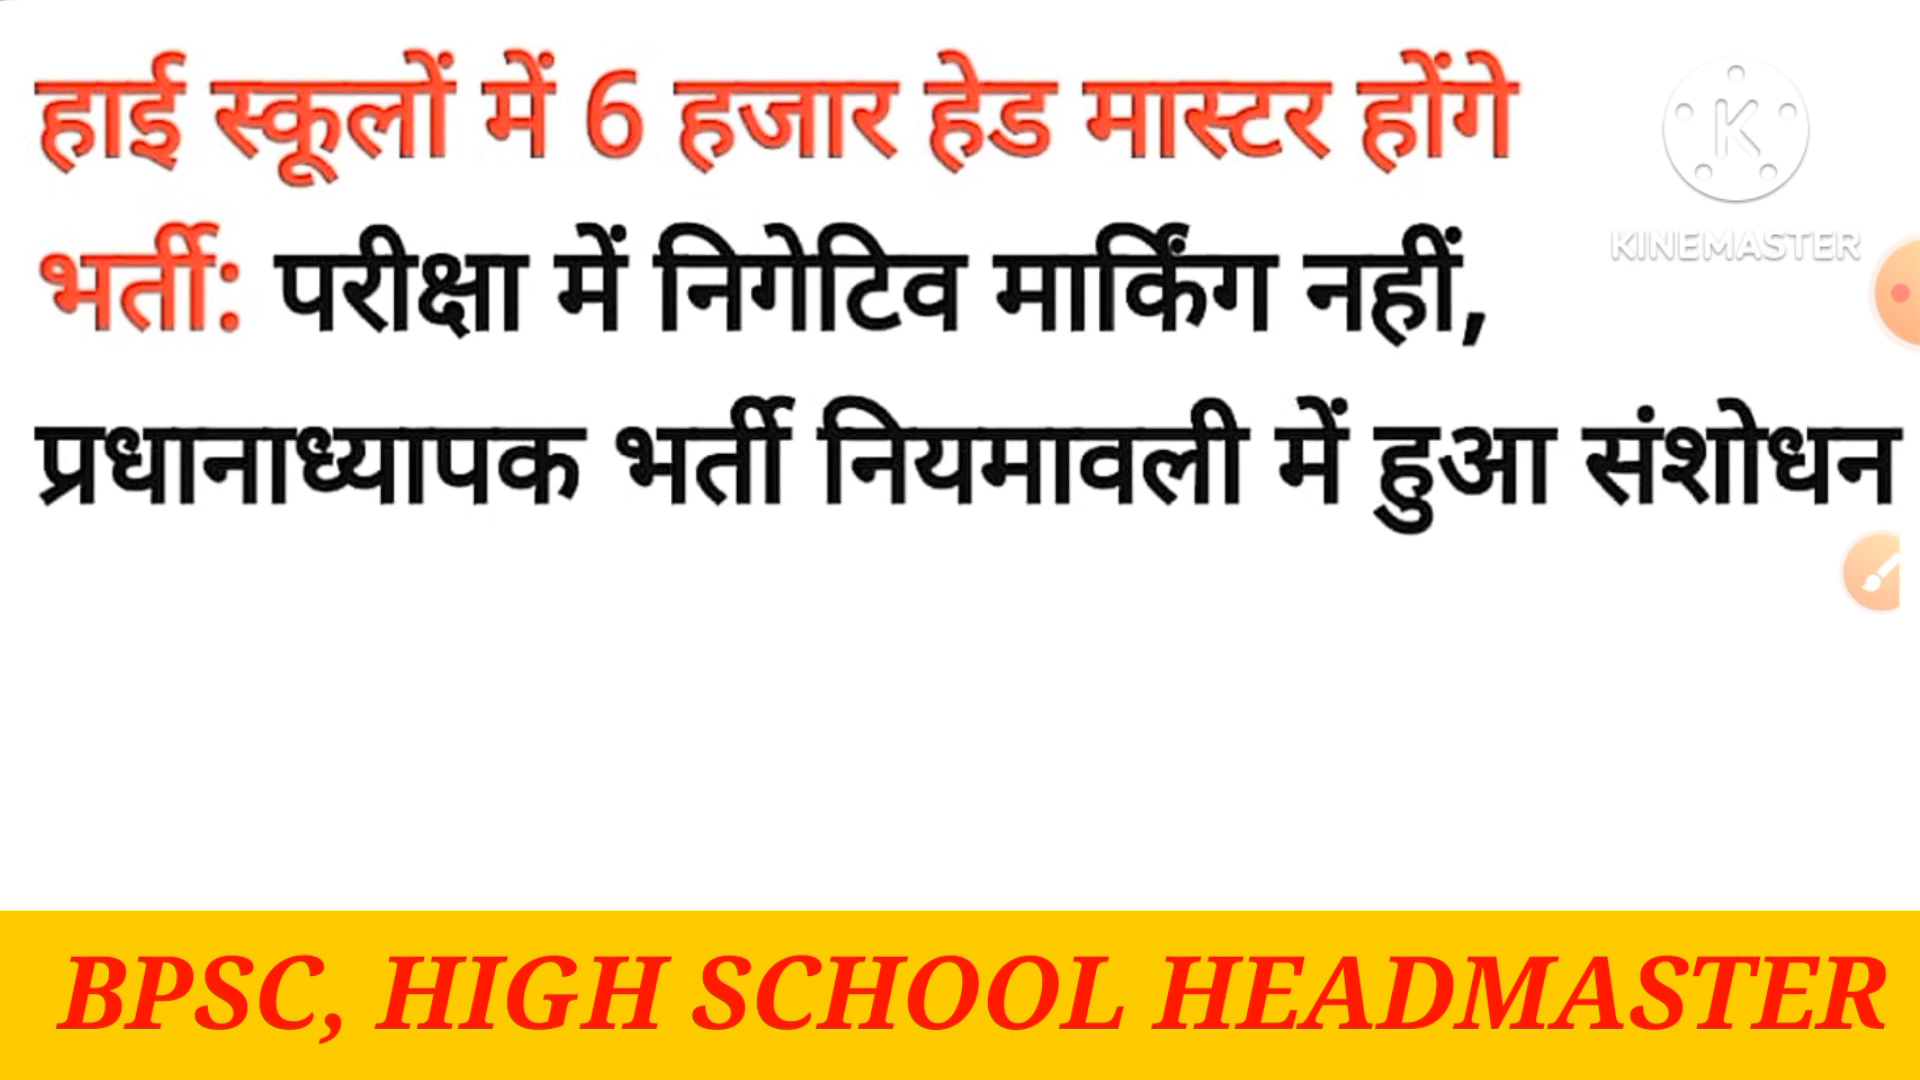 हाई स्कूलों में 6 हजार हेड मास्टर होंगे
K
KINEMASTER
भर्ती: परीक्षा में निगेटिव मार्किंग नहीं,
प्रधानाध्यापक भर्ती नियमावली में हुआ संशोधन
BPSC, HIGH SCHOOL HEADMASTER